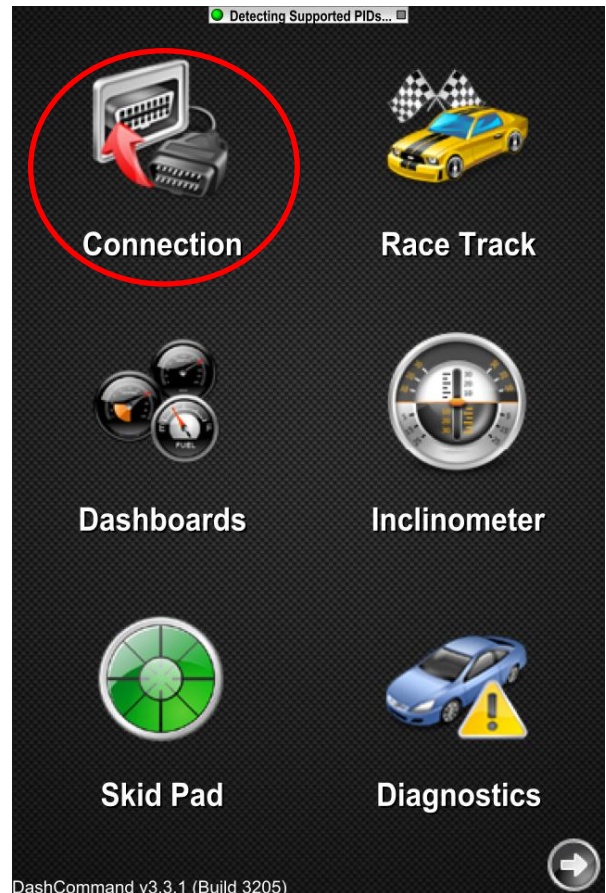 Detecting Supported PIDs...
Connection
Race Track
Dashboards
Inclinometer
Skid Pad
Diagnostics
DashCommand v3.3.1 (Build 3205)